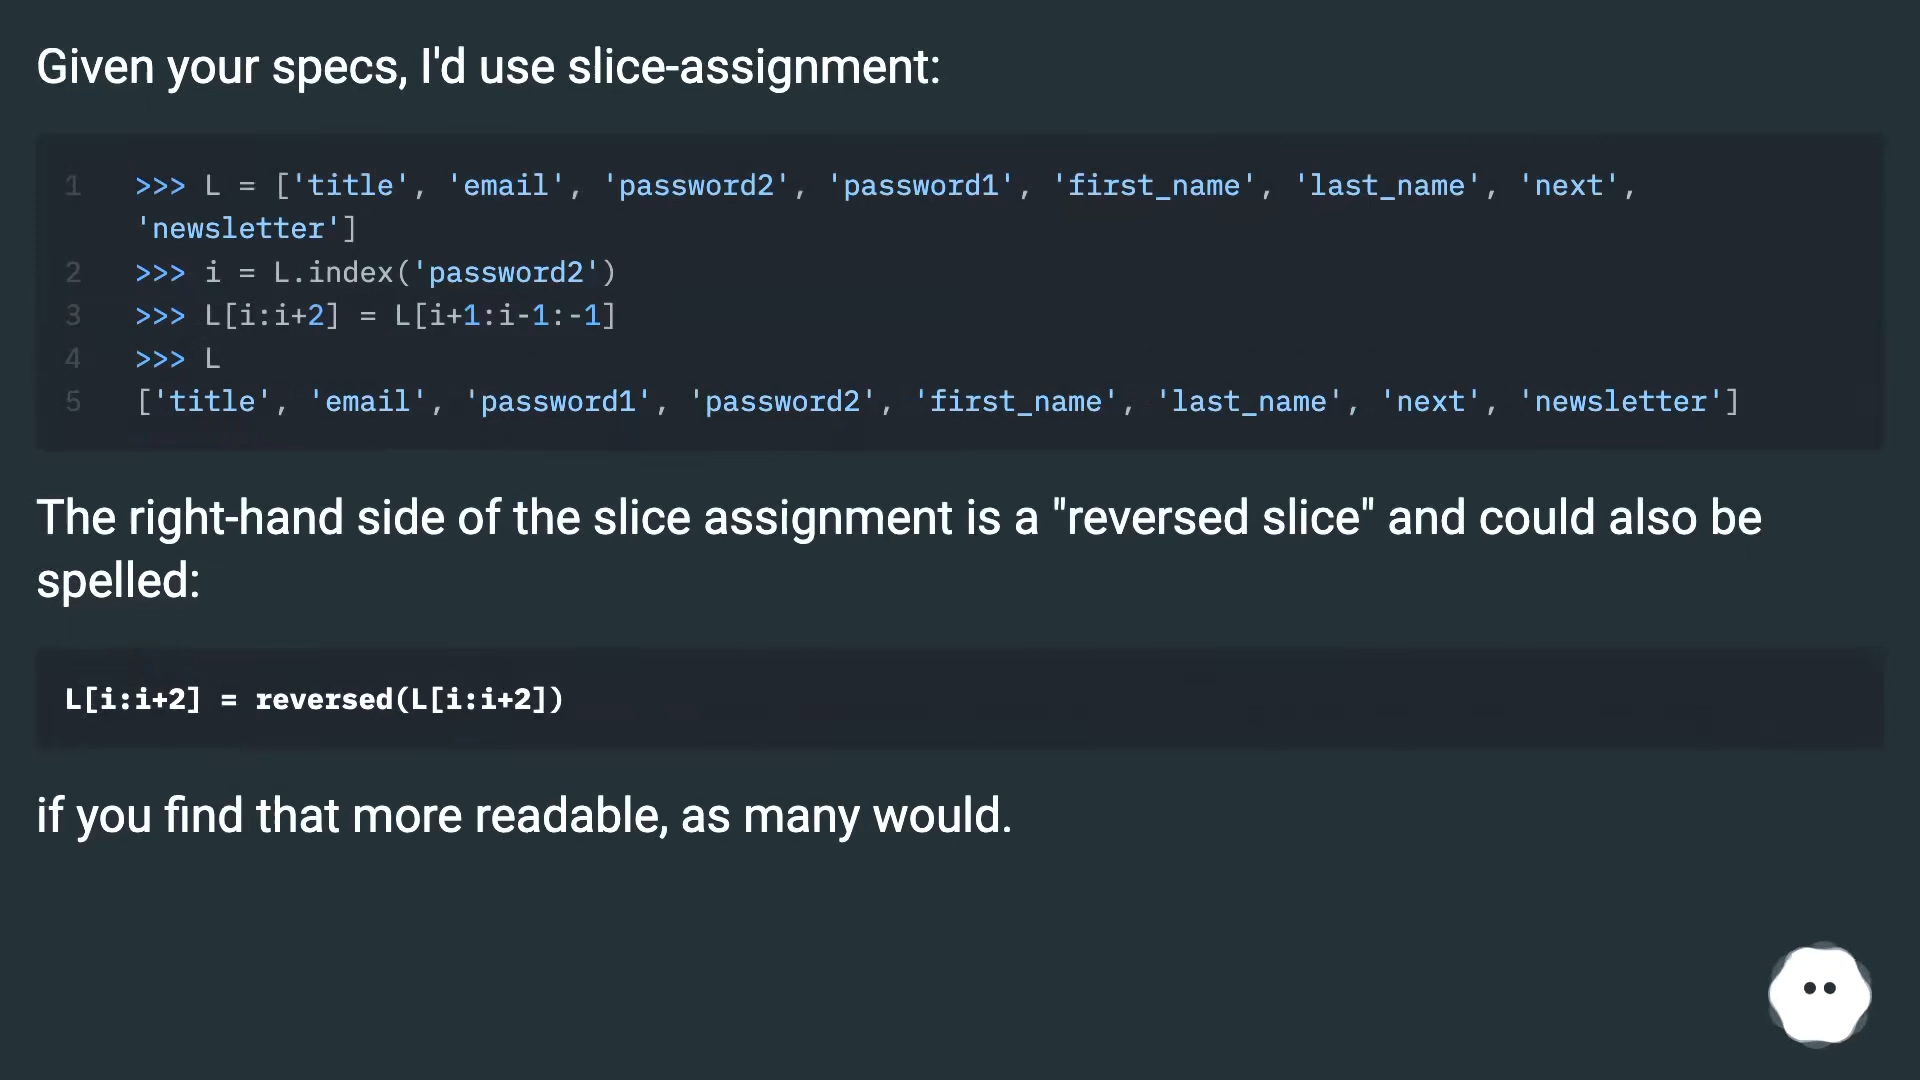 Given your specs, I'd use slice-assignment:
1 >>> L = ['title', 'email', 'password2', 'password1', 'first_name', 'last_name', 'next',
'newsletter']
2 >>> i = L.index('password2')
3 >>> L[i:i+2] = L[i+1:i-1:-1]
4 >>> L
5 ['title', 'email', 'password1', 'password2', 'first_name', 'last_name', 'next', 'newsletter']
The right-hand side of the slice assignment is a "reversed slice" and could also be
spelled:
L[i:i+2] = reversed(L[i:i+2])
if you find that more readable, as many would.